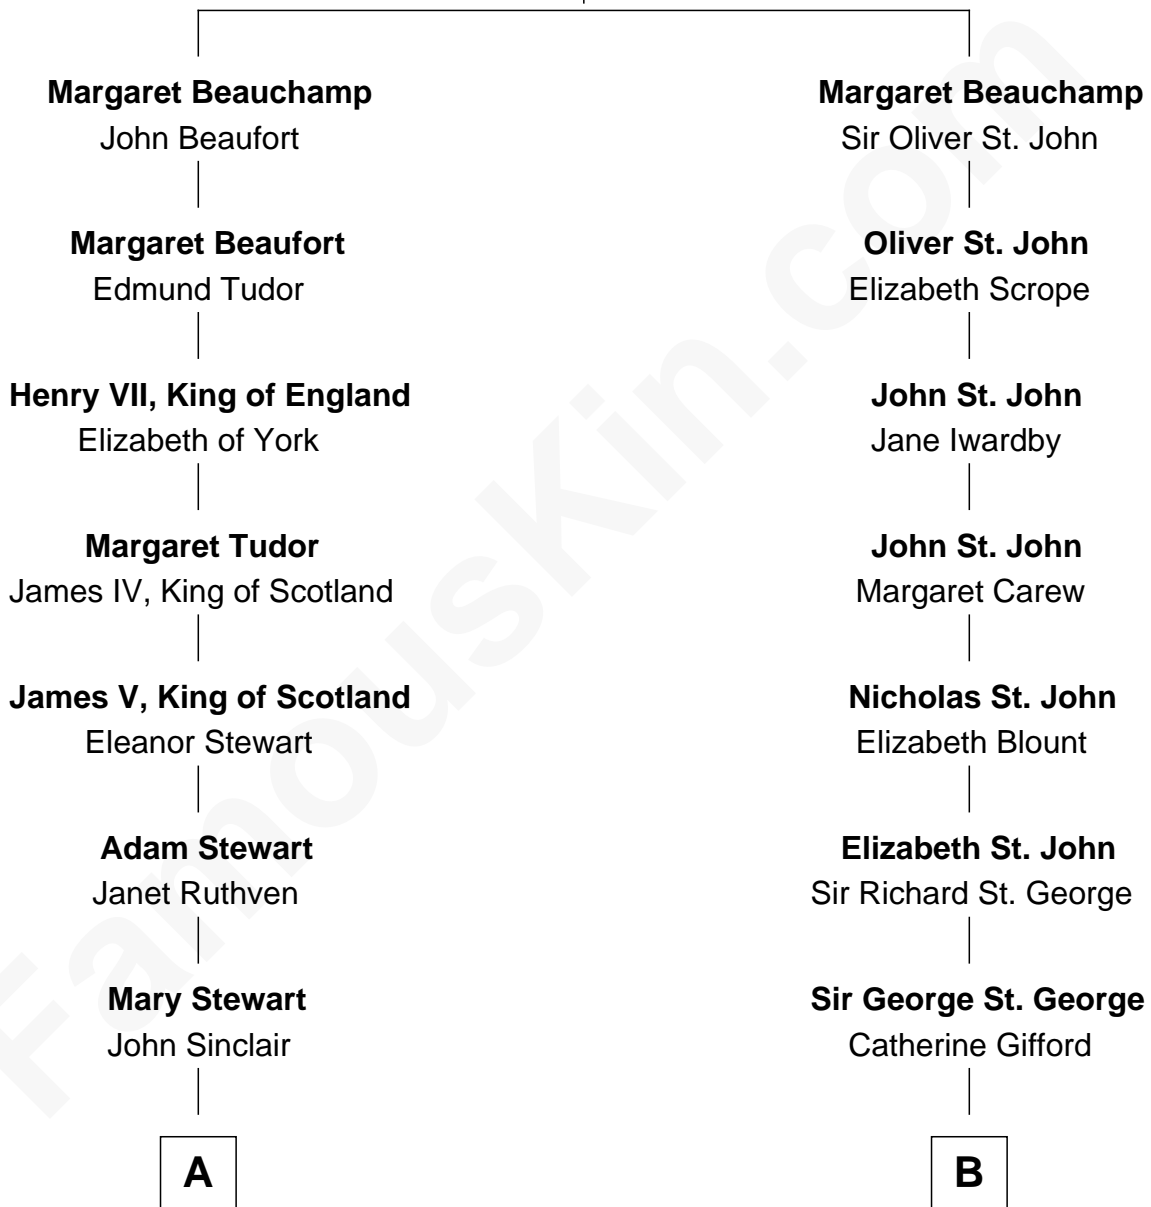 Margaret Beauchamp
John Beaufort
Margaret Beaufort
Edmund Tudor
Henry VII, King of England
Elizabeth of York
Margaret Tudor
James IV, King of Scotland
James V, King of Scotland
Eleanor Stewart
Adam Stewart
Janet Ruthven
Mary Stewart
John Sinclair
A
Margaret Beauchamp
Sir Oliver St. John
Oliver St. John
Elizabeth Scrope
John St. John
Jane Iwardby
John St. John
Margaret Carew
Nicholas St. John
Elizabeth Blount
Elizabeth St. John
Sir Richard St. George
Sir George St. George
Catherine Gifford
B
FamousKin.com